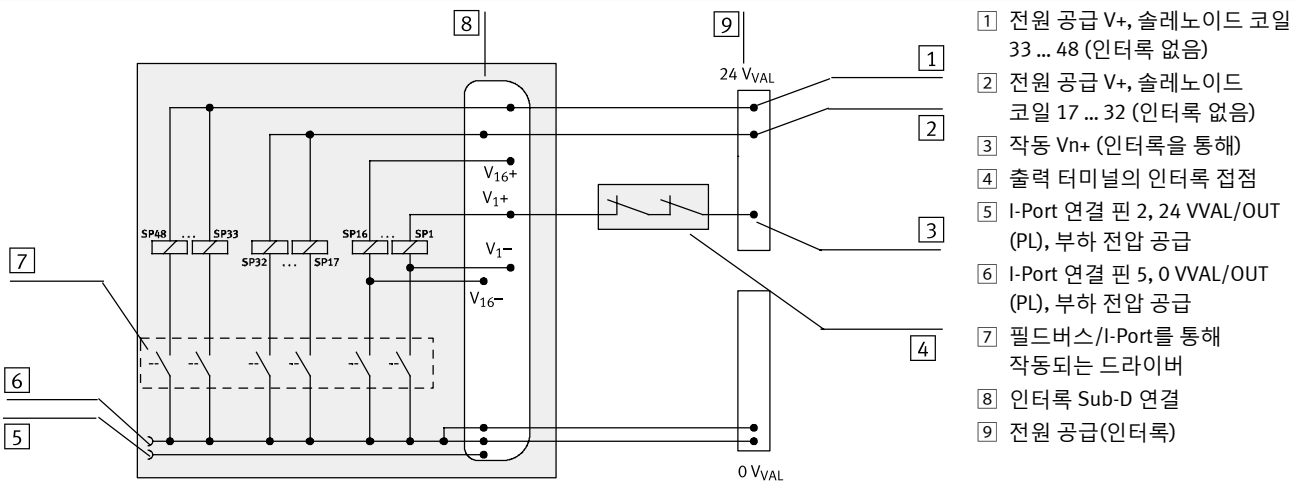 8
9
1
24 VVAL
2
V16+
V1+
SP48 ... SP33
SP16 ... SP1
SP32 ... SP17
3
V1−
7
V16−
4
6
5
0 VVAL
1 전원 공급 V+, 솔레노이드 코일
33 ... 48 (인터록 없음)
2 전원 공급 V+, 솔레노이드
코일 17 ... 32 (인터록 없음)
3 작동 Vn+ (인터록을 통해)
4 출력 터미널의 인터록 접점
5 I-Port 연결 핀 2, 24 VVAL/OUT
(PL), 부하 전압 공급
6 I-Port 연결 핀 5, 0 VVAL/OUT
(PL), 부하 전압 공급
7 필드버스/I-Port를 통해
작동되는 드라이버
8 인터록 Sub-D 연결
9 전원 공급(인터록)